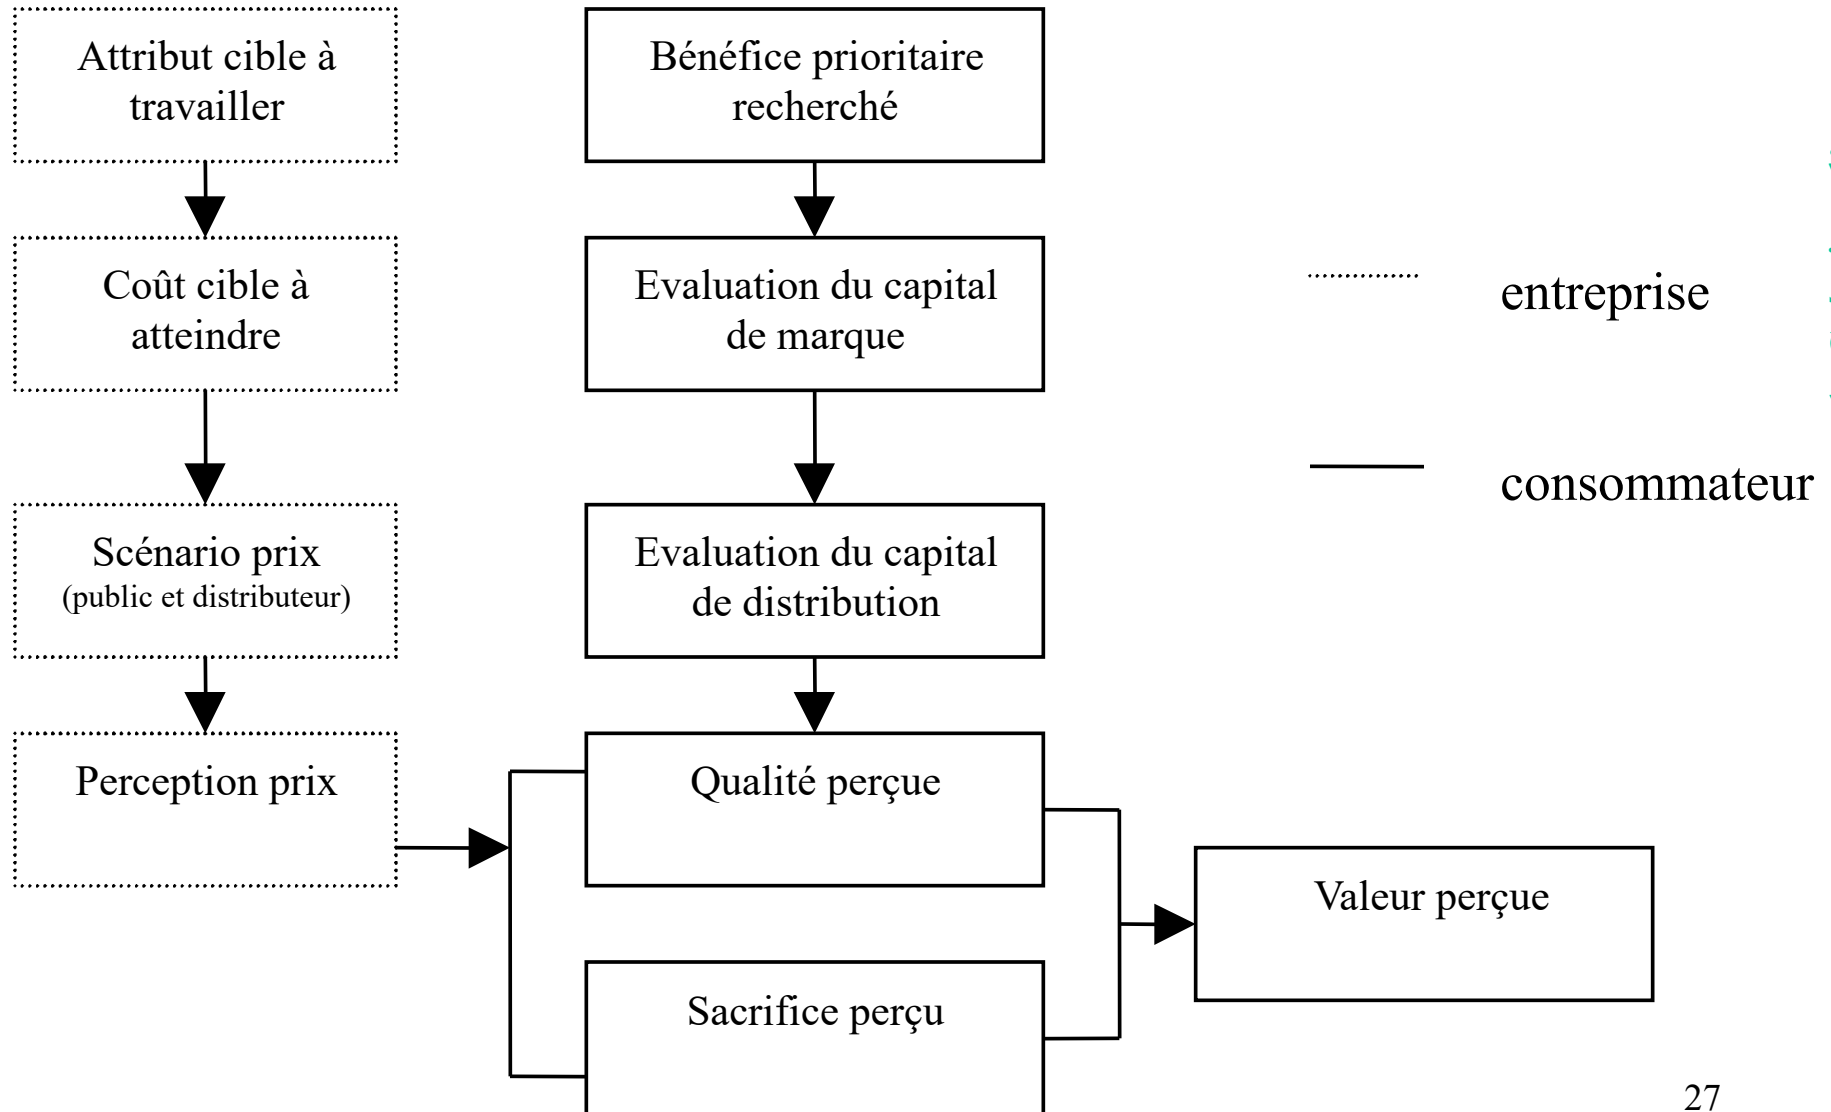 Attribut cible à
travailler
Bénéfice prioritaire
recherché
Coût cible à
atteindre
Evaluation du capital
de marque
entreprise
consommateur
Scénario prix
(public et distributeur)
Evaluation du capital
de distribution
Perception prix
Qualité perçue
Valeur perçue
Sacrifice perçu
27